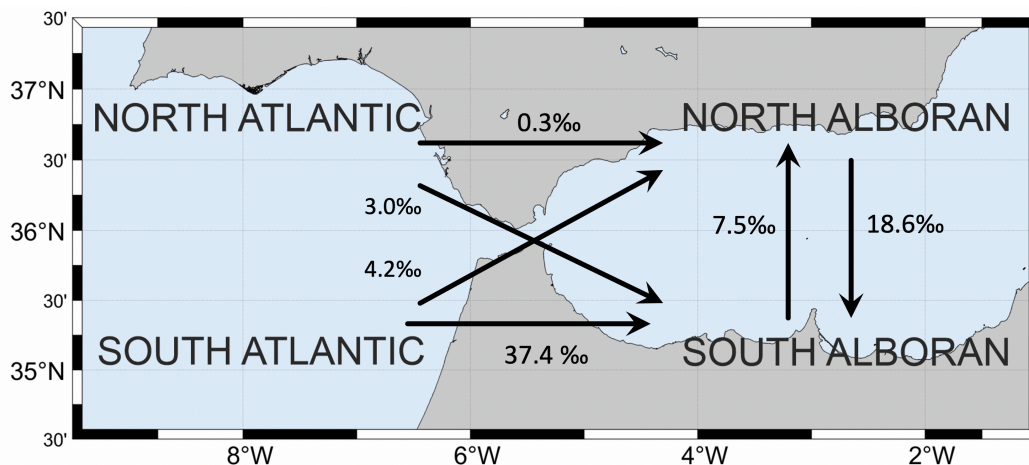 30'
37°N
NORTH ATLANTIC
0.3‰
NORTH ALBORAN
30'
3.0‰
7.5‰
18.6‰
36°N
4.2‰
30'
SOUTH ATLANTIC
37.4 ‰
SOUTH ALBORAN
35°N
30'
8°W
6°W
4°W
2°W